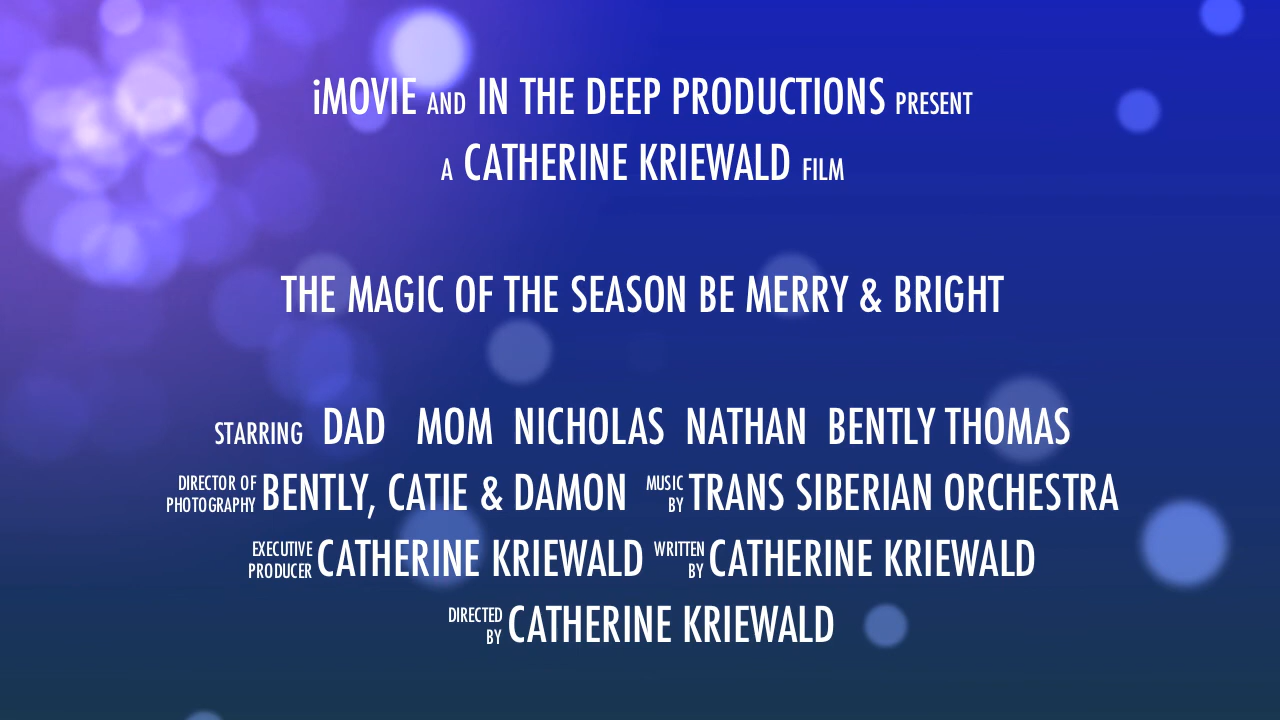 iMOVIE AND IN THE DEEP PRODUCTIONS PRESENT
A CATHERINE KRIEWALD FILM
THE MAGIC OF THE SEASON BE MERRY & BRIGHT
STARRING DAD MOM NICHOLAS NATHAN BENTLY THOMAS
DIRECTOR OF PHOTOGRAPHY BENTLY, CATIE & DAMON MUSIC BY TRANS SIBERIAN ORCHESTRA
EXECUTIVE PRODUCER CATHERINE KRIEWALD WRITTEN BY CATHERINE KRIEWALD
DIRECTED BY CATHERINE KRIEWALD